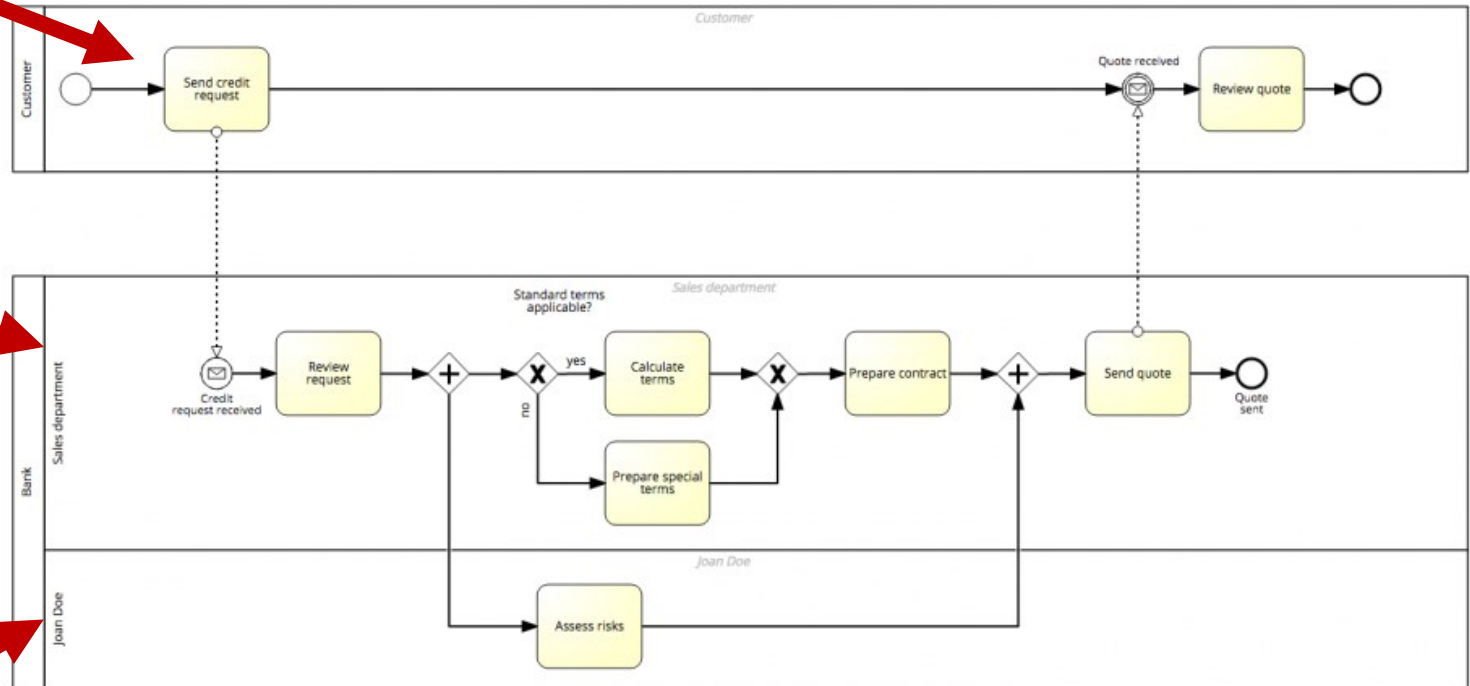 Customer
Customer
Send credit
request
Quote received
Review quote
Bank
Sales department
Sales department
Credit
request received
Review
request
Standard terms
applicable?
yes
no
Calculate
terms
Prepare special
terms
Prepare contract
Send quote
Quote
sent
Joan Doe
Joan Doe
Assess risks